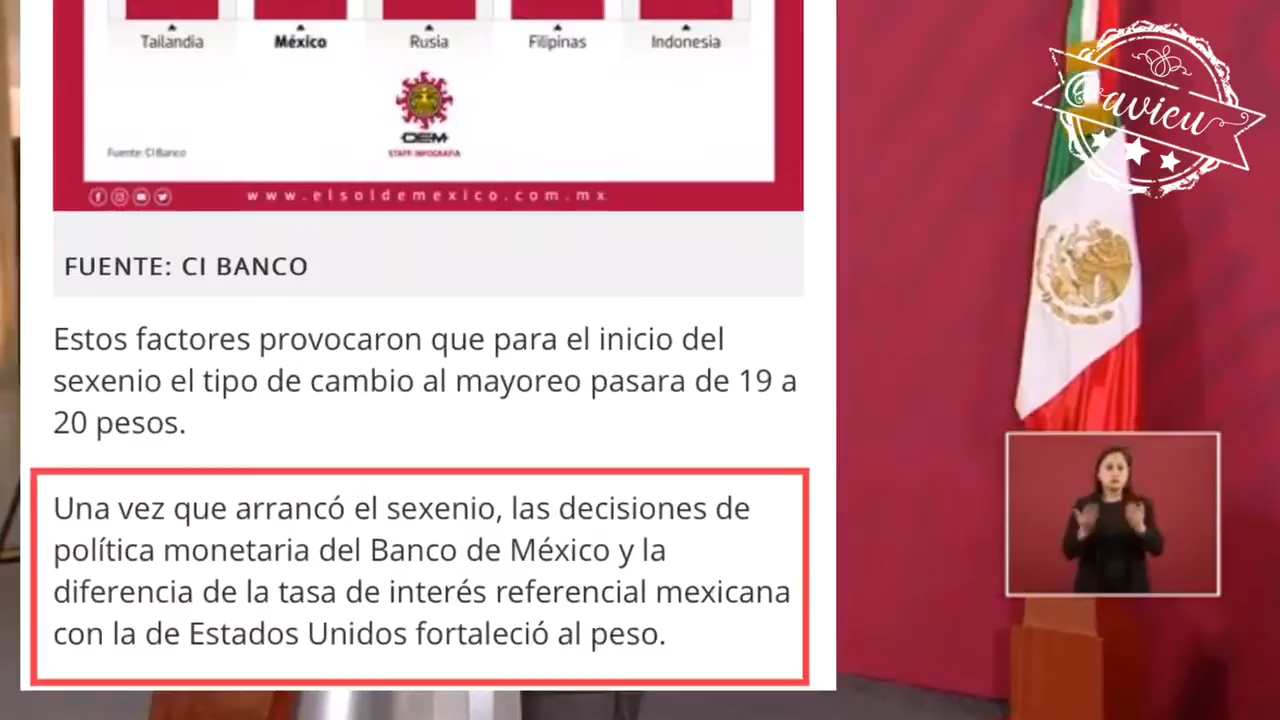 Tailandia
México
Rusia
Filipinas
Indonesia
OEM
STAFF INFOGRAFÍA
Fuente: CI Banco
www.elsoldemexico.com.mx
FUENTE: CI BANCO
Estos factores provocaron que para el inicio del
sexenio el tipo de cambio al mayoreo pasara de 19 a
20 pesos.
Una vez que arrancó el sexenio, las decisiones de
política monetaria del Banco de México y la
diferencia de la tasa de interés referencial mexicana
con la de Estados Unidos fortaleció al peso.